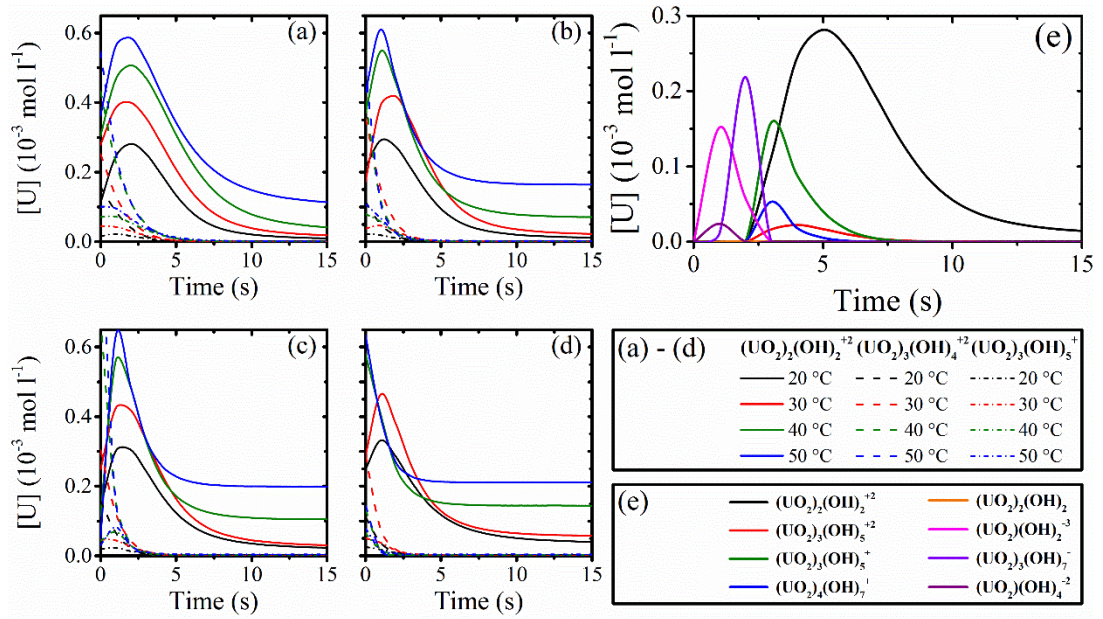 (a)
(b)
(e)
[U] (10⁻³ mol l⁻¹)
0.6
0.4
0.2
0.0
0 5 10 15
0 5 10 15
Time (s)
Time (s)
[U] (10⁻³ mol l⁻¹)
0.3
0.2
0.1
0.0
0 5 10 15
Time (s)
(c)
(d)
[U] (10⁻³ mol l⁻¹)
0.6
0.4
0.2
0.0
0 5 10 15
0 5 10 15
Time (s)
Time (s)
(a) - (d) (UO₂)₂(OH)₂⁺² (UO₂)₃(OH)₄⁺² (UO₂)₃(OH)₅⁺
20 °C 20 °C 20 °C
30 °C 30 °C 30 °C
40 °C 40 °C 40 °C
50 °C 50 °C 50 °C
(e) (UO₂)₂(OH)₂⁺² (UO₂)₂(OH)₂
(UO₂)₃(OH)₅⁺² (UO₂)(OH)₂⁻³
(UO₂)₃(OH)₅⁺ (UO₂)₃(OH)₇⁻
(UO₂)₄(OH)₇⁺ (UO₂)(OH)₄⁻²